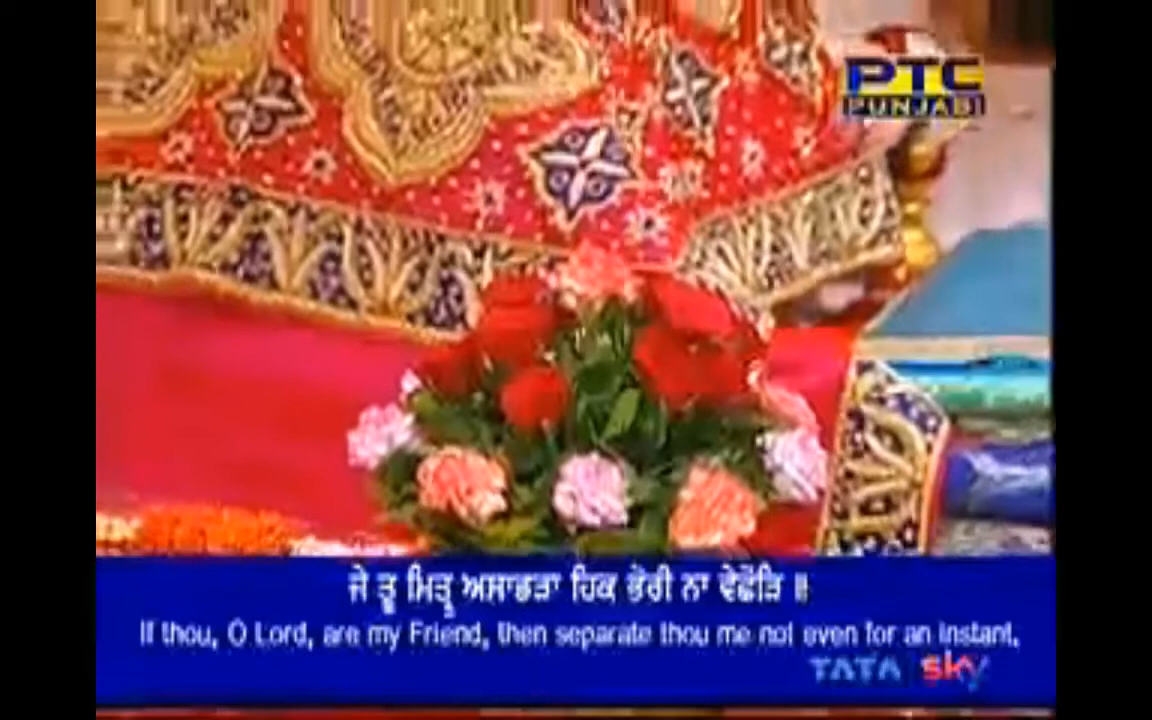 PTC
PUNJABI
ਜੇ ਤੂ ਮਿਤ੍ਰੁ ਅਸਾਡੜਾ ਹਿਕ ਭੋਰੀ ਨਾ ਵੇਛੋੜਿ ॥
If thou, O Lord, are my Friend, then separate thou me not even for an instant.
TATA sky